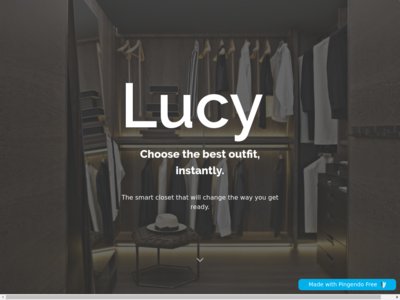 Lucy
Choose the best outfit,
instantly.
The smart closet that will change the way you get
ready.
Made with Pingendo Free